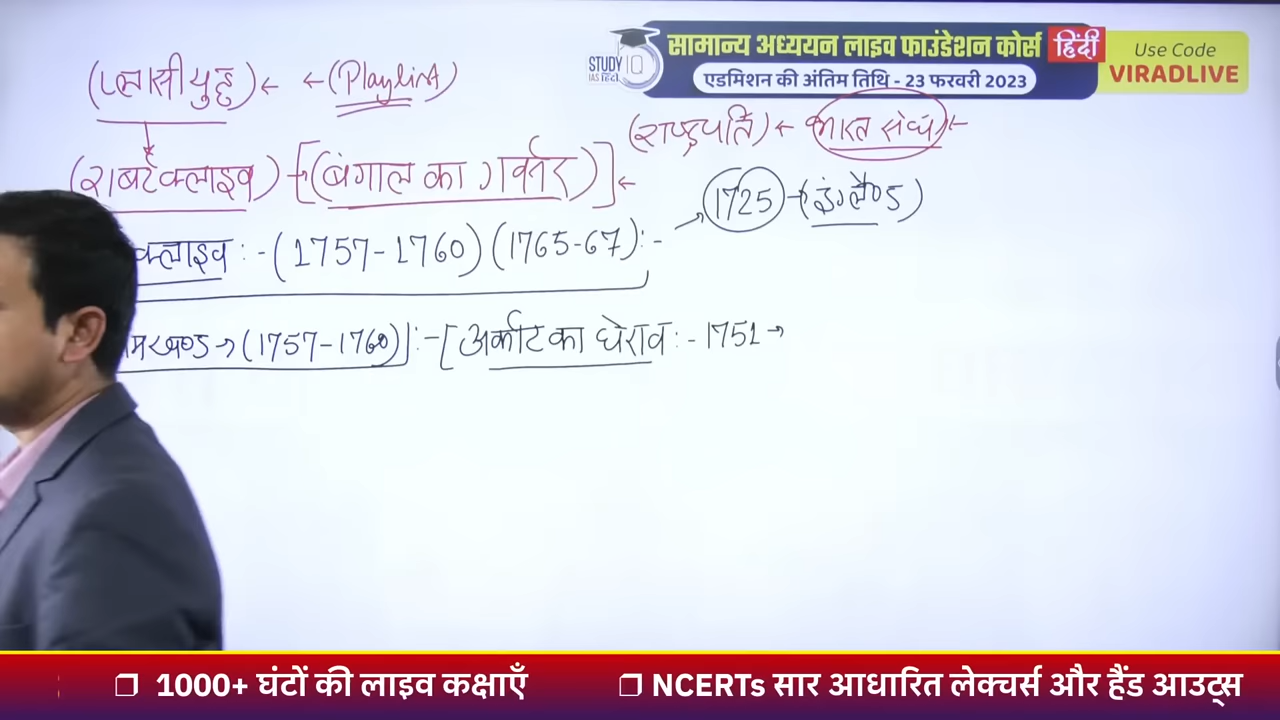 सामान्य अध्ययन लाइव फाउंडेशन कोर्स हिंदी
STUDY IQ
IAS हिंदी
एडमिशन की अंतिम तिथि - 23 फरवरी 2023
Use Code
VIRADLIVE
(प्लासी युद्ध) ← ← (Playlist)
(राष्ट्रपति) ← भारत संघ ←
(राबर्ट क्लाइव) → [(बंगाल का गवर्नर)] ←
क्लाइव : - (1757-1760) (1765-67) : - → 1725 → (इंग्लैण्ड)
→ (1757-1760)] : - [अर्काट का घेराव : - 1751 →
❐ 1000+ घंटों की लाइव कक्षाएँ ❐ NCERTs सार आधारित लेक्चर्स और हैंड आउट्स